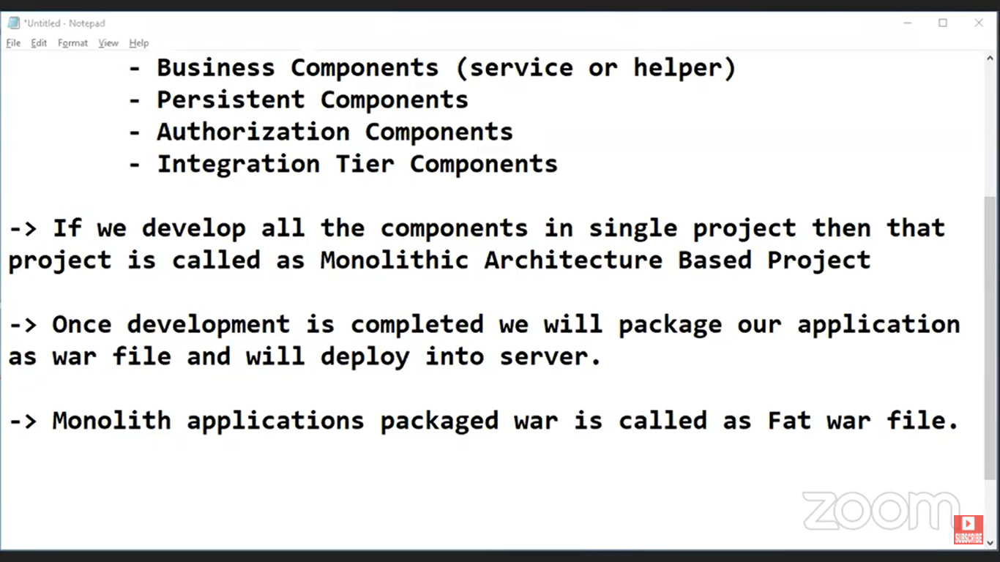 *Untitled - Notepad
File Edit Format View Help
- Business Components (service or helper)
- Persistent Components
- Authorization Components
- Integration Tier Components
-> If we develop all the components in single project then that
project is called as Monolithic Architecture Based Project
-> Once development is completed we will package our application
as war file and will deploy into server.
-> Monolith applications packaged war is called as Fat war file.
zoom
SUBSCRIBE